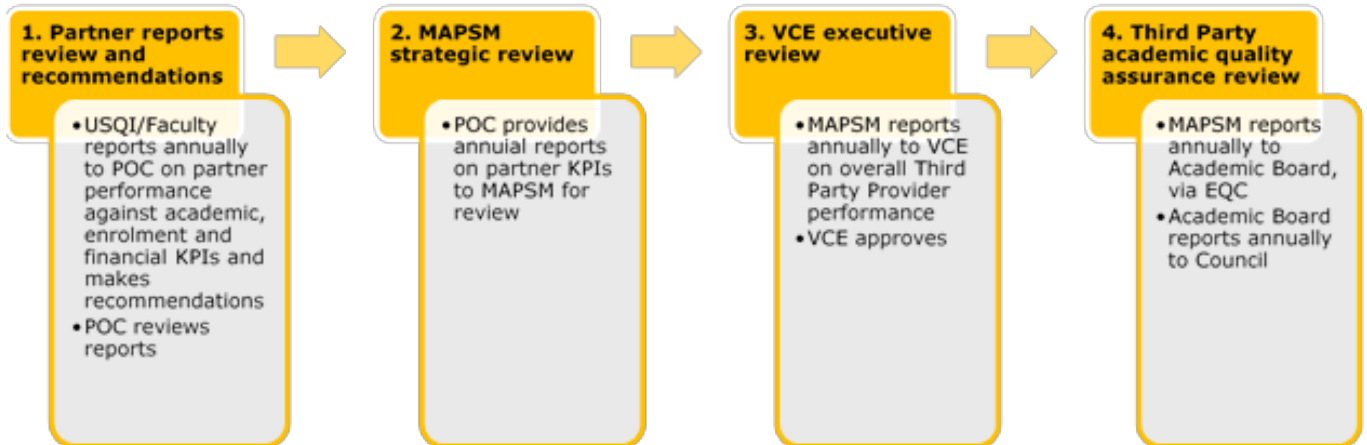 1. Partner reports
review and
recommendations
•USQI/Faculty
reports annually
to POC on partner
performance
against academic,
enrolment and
financial KPIs and
makes
recommendations
•POC reviews
reports
2. MAPSM
strategic review
•POC provides
annuial reports
on partner KPIs
to MAPSM for
review
3. VCE executive
review
•MAPSM reports
annually to VCE
on overall Third
Party Provider
performance
•VCE approves
4. Third Party
academic quality
assurance review
•MAPSM reports
annually to
Academic Board,
via EQC
•Academic Board
reports annually
to Council